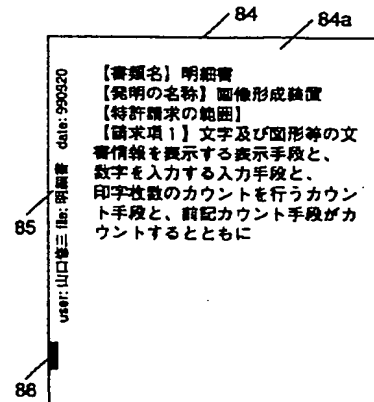 84
84a
【書類名】明細書
【発明の名称】画像形成装置
【特許請求の範囲】
【請求項1】文字及び図形等の文
書情報を表示する表示手段と、
数字を入力する入力手段と、
印字枚数のカウントを行うカウン
ト手段と、前記カウント手段がカ
ウントするとともに
user: 山口修三 file: 明細書 date: 990920
85
86